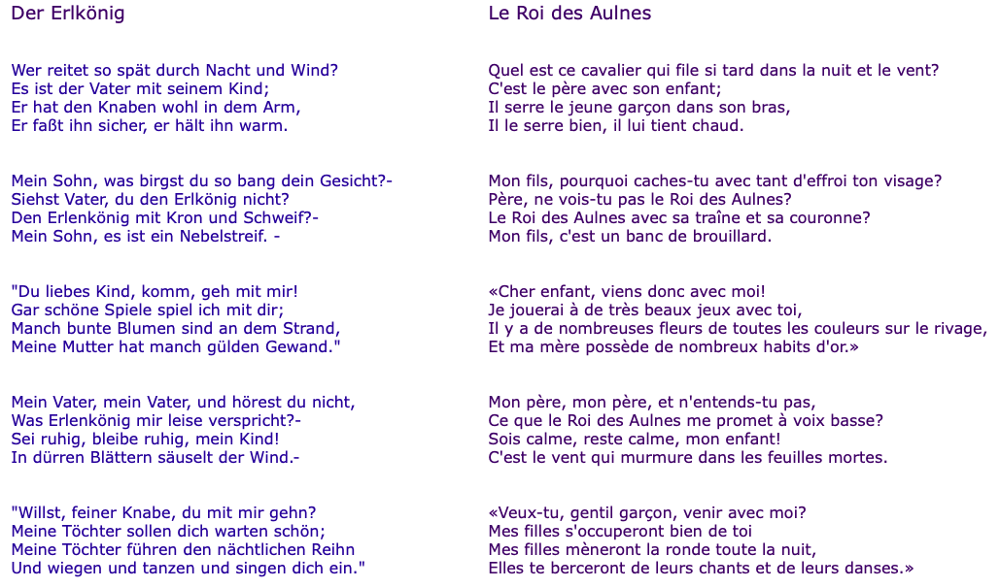 Der Erlkönig
Wer reitet so spät durch Nacht und Wind?
Es ist der Vater mit seinem Kind;
Er hat den Knaben wohl in dem Arm,
Er faßt ihn sicher, er hält ihn warm.
Mein Sohn, was birgst du so bang dein Gesicht?-
Siehst Vater, du den Erlkönig nicht?
Den Erlenkönig mit Kron und Schweif?-
Mein Sohn, es ist ein Nebelstreif. -
"Du liebes Kind, komm, geh mit mir!
Gar schöne Spiele spiel ich mit dir;
Manch bunte Blumen sind an dem Strand,
Meine Mutter hat manch gülden Gewand."
Mein Vater, mein Vater, und hörest du nicht,
Was Erlenkönig mir leise verspricht?-
Sei ruhig, bleibe ruhig, mein Kind!
In dürren Blättern säuselt der Wind.-
"Willst, feiner Knabe, du mit mir gehn?
Meine Töchter sollen dich warten schön;
Meine Töchter führen den nächtlichen Reihn
Und wiegen und tanzen und singen dich ein."
Le Roi des Aulnes
Quel est ce cavalier qui file si tard dans la nuit et le vent?
C'est le père avec son enfant;
Il serre le jeune garçon dans son bras,
Il le serre bien, il lui tient chaud.
Mon fils, pourquoi caches-tu avec tant d'effroi ton visage?
Père, ne vois-tu pas le Roi des Aulnes?
Le Roi des Aulnes avec sa traîne et sa couronne?
Mon fils, c'est un banc de brouillard.
«Cher enfant, viens donc avec moi!
Je jouerai à de très beaux jeux avec toi,
Il y a de nombreuses fleurs de toutes les couleurs sur le rivage,
Et ma mère possède de nombreux habits d'or.»
Mon père, mon père, et n'entends-tu pas,
Ce que le Roi des Aulnes me promet à voix basse?
Sois calme, reste calme, mon enfant!
C'est le vent qui murmure dans les feuilles mortes.
«Veux-tu, gentil garçon, venir avec moi?
Mes filles s'occuperont bien de toi
Mes filles mèneront la ronde toute la nuit,
Elles te berceront de leurs chants et de leurs danses.»